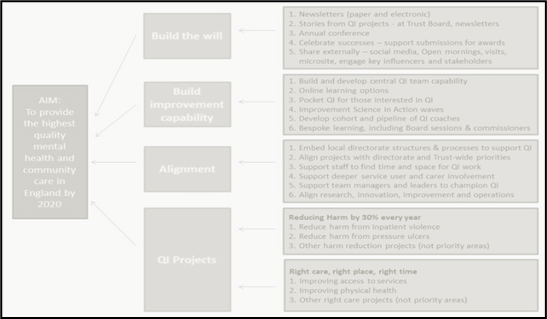 AIM:
To provide
the highest
quality
mental
health and
community
care in
England by
2020
Build the will
1. Newsletters (paper and electronic)
2. Stories from QI projects - at Trust Board, newsletters
3. Annual conference
4. Celebrate successes – support submissions for awards
5. Share externally – social media, Open mornings, visits,
microsite, engage key influencers and stakeholders
Build
improvement
capability
1. Build and develop central QI team capability
2. Online learning options
3. Pocket QI for those interested in QI
4. Improvement Science in Action waves
5. Develop cohort and pipeline of QI coaches
6. Bespoke learning, including Board sessions & commissioners
Alignment
1. Embed local directorate structures & processes to support QI
2. Align projects with directorate and Trust-wide priorities
3. Support staff to find time and space for QI work
4. Support deeper service user and carer involvement
5. Support team managers and leaders to champion QI
6. Align research, innovation, improvement and operations
QI Projects
Reducing Harm by 30% every year
1. Reduce harm from inpatient violence
2. Reduce harm from pressure ulcers
3. Other harm reduction projects (not priority areas)
Right care, right place, right time
1. Improving access to services
2. Improving physical health
3. Other right care projects (not priority areas)